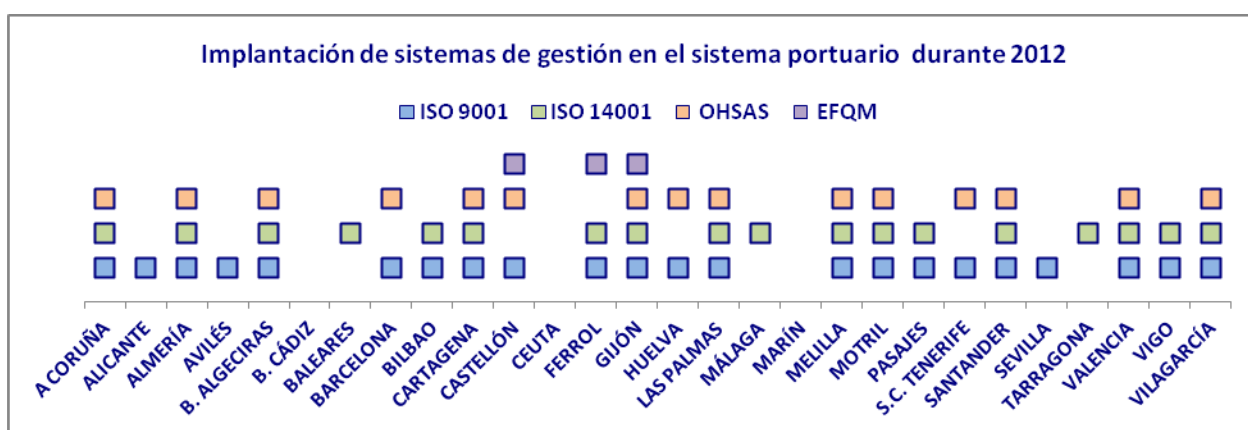 Implantación de sistemas de gestión en el sistema portuario durante 2012
ISO 9001 ISO 14001 OHSAS EFQM
A CORUÑA
ALICANTE
ALMERÍA
AVILÉS
B. ALGECIRAS
B. CÁDIZ
BALEARES
BARCELONA
BILBAO
CARTAGENA
CASTELLÓN
CEUTA
FERROL
GIJÓN
HUELVA
LAS PALMAS
MÁLAGA
MARÍN
MELILLA
MOTRIL
PASAJES
S.C. TENERIFE
SANTANDER
SEVILLA
TARRAGONA
VALENCIA
VIGO
VILAGARCÍA